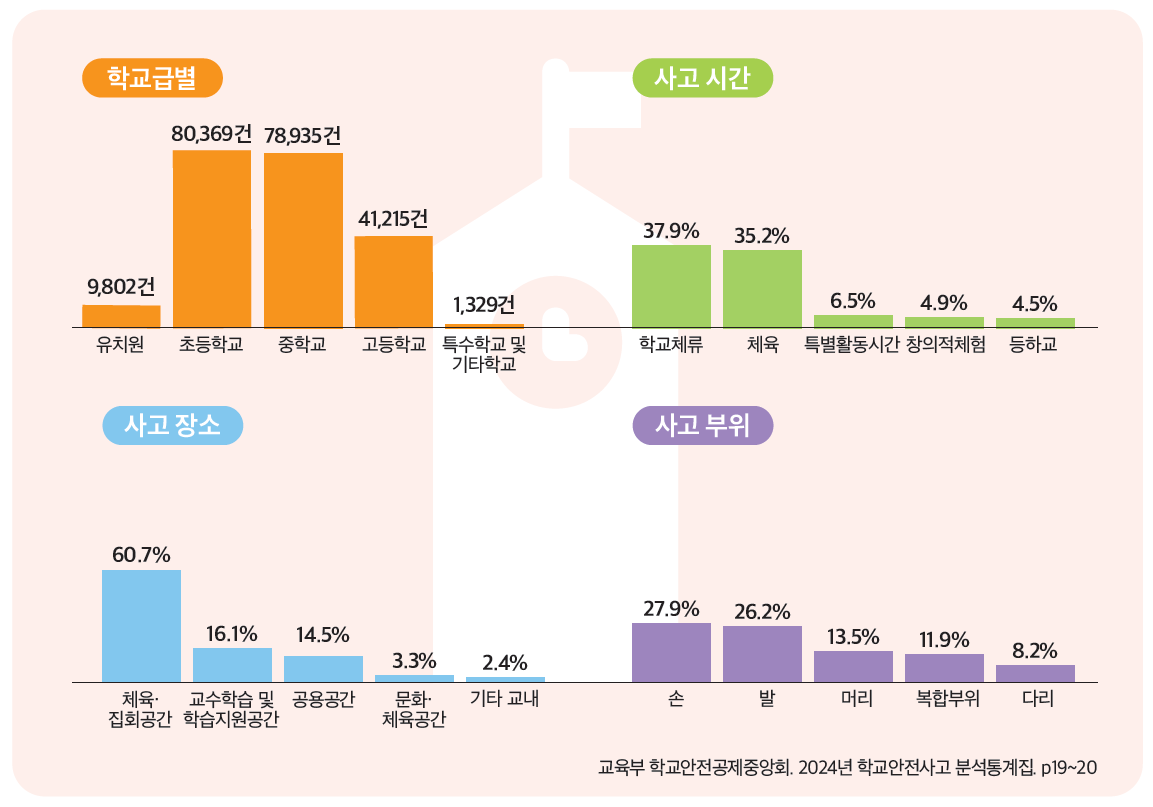 학교급별
80,369건 78,935건
41,215건
9,802건
1,329건
유치원 초등학교 중학교 고등학교 특수학교 및
기타학교
사고 시간
37.9% 35.2%
6.5% 4.9% 4.5%
학교체류 체육 특별활동시간 창의적체험 등하교
사고 장소
60.7%
16.1% 14.5%
3.3% 2.4%
체육· 교수학습 및 공용공간 문화· 기타 교내
집회공간 학습지원공간 체육공간
사고 부위
27.9% 26.2%
13.5% 11.9%
8.2%
손 발 머리 복합부위 다리
교육부 학교안전공제중앙회. 2024년 학교안전사고 분석통계집. p19~20